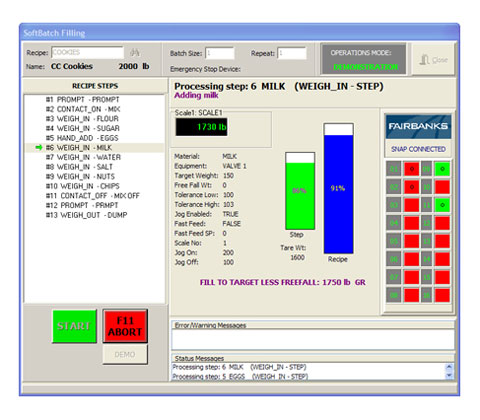 SoftBatch Filling
Recipe: COOKIES
Batch Size: 1
Repeat: 1
OPERATIONS MODE:
DEMONSTRATION
Close
Name: CC Cookies 2000 lb
Emergency Stop Device:
RECIPE STEPS
#1 PROMPT - PROMPT
#2 CONTACT_ON - MIX
#3 WEIGH_IN - FLOUR
#4 WEIGH_IN - SUGAR
#5 HAND_ADD - EGGS
#6 WEIGH_IN - MILK
#7 WEIGH_IN - WATER
#8 WEIGH_IN - SALT
#9 WEIGH_IN - NUTS
#10 WEIGH_IN - CHIPS
#11 CONTACT_OFF - MIX OFF
#12 PROMPT - PRMPT
#13 WEIGH_OUT - DUMP
START
F11
ABORT
DEMO
Processing step: 6 MILK (WEIGH_IN - STEP)
Adding milk
Scale1: SCALE1
1730 lb
Material: MILK
Equipment: VALVE 1
Target Weight: 150
Free Fall Wt: 0
Tolerance Low: 100
Tolerance High: 103
Jog Enabled: TRUE
Fast Feed: FALSE
Fast Feed SP: 0
Scale No: 1
Jog On: 200
Jog Off: 100
91%
Step
Tare Wt:
1600
Recipe
FILL TO TARGET LESS FREEFALL: 1750 lb GR
FAIRBANKS
SNAP CONNECTED
Error/Warning Messages
Status Messages
Processing step: 6 MILK (WEIGH_IN - STEP)
Processing step: 5 EGGS (WEIGH_IN - STEP)